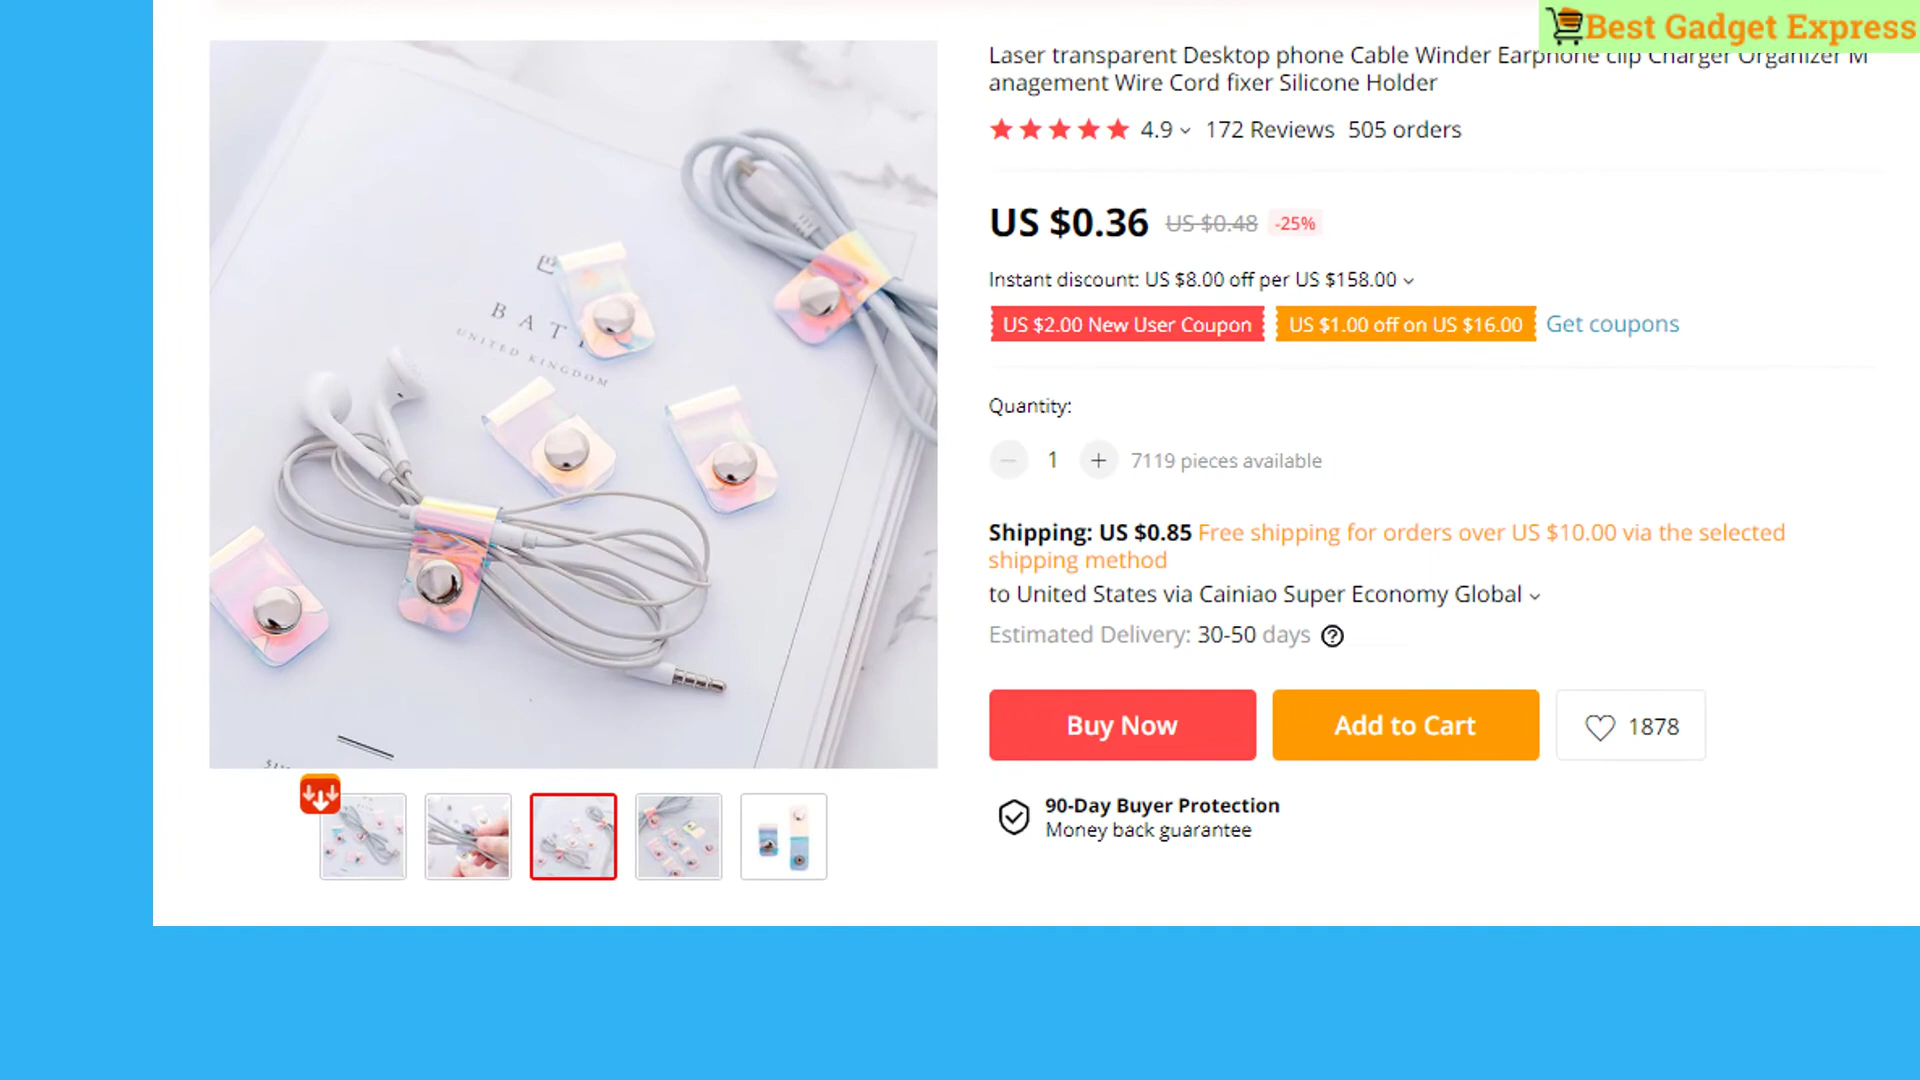 Best Gadget Express
Laser transparent Desktop phone Cable Winder Earphone clip Charger Organizer M
anagement Wire Cord fixer Silicone Holder
4.9 172 Reviews 505 orders
US $0.36 US $0.48 -25%
Instant discount: US $8.00 off per US $158.00
US $2.00 New User Coupon US $1.00 off on US $16.00 Get coupons
Quantity:
1 7119 pieces available
Shipping: US $0.85 Free shipping for orders over US $10.00 via the selected
shipping method
to United States via Cainiao Super Economy Global
Estimated Delivery: 30-50 days
Buy Now Add to Cart 1878
90-Day Buyer Protection
Money back guarantee
UNITED KINGDOM